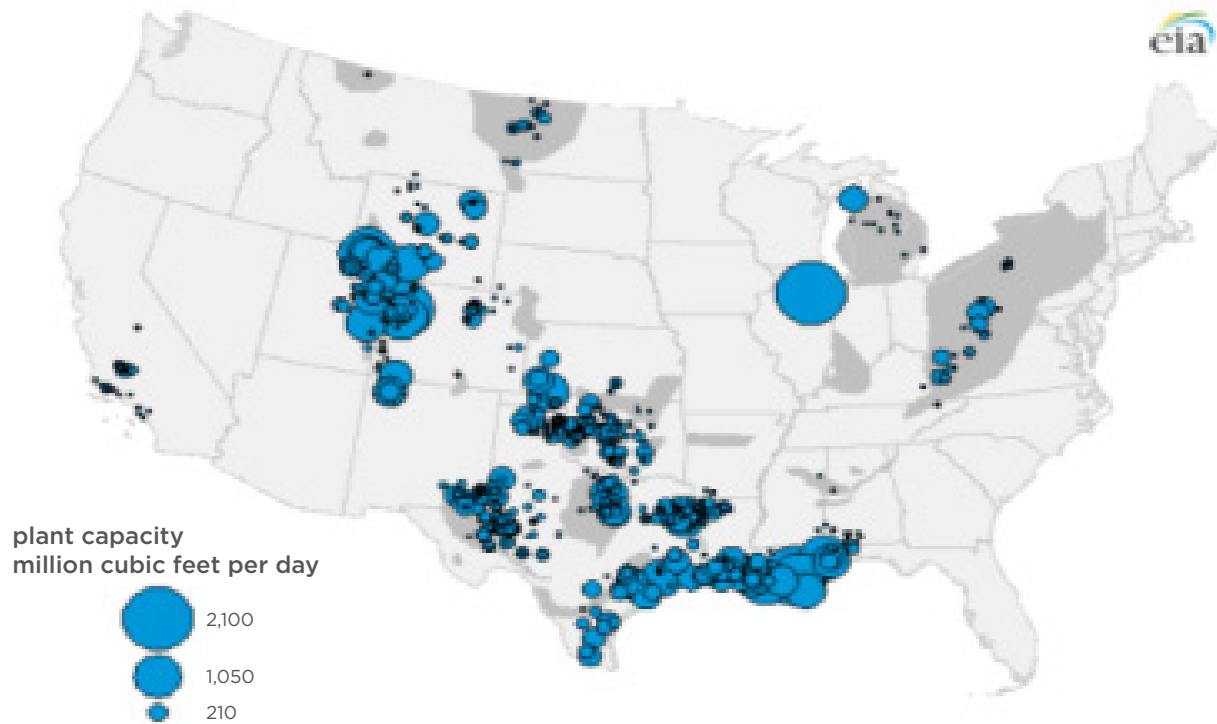 eia
plant capacity
million cubic feet per day
2,100
1,050
210